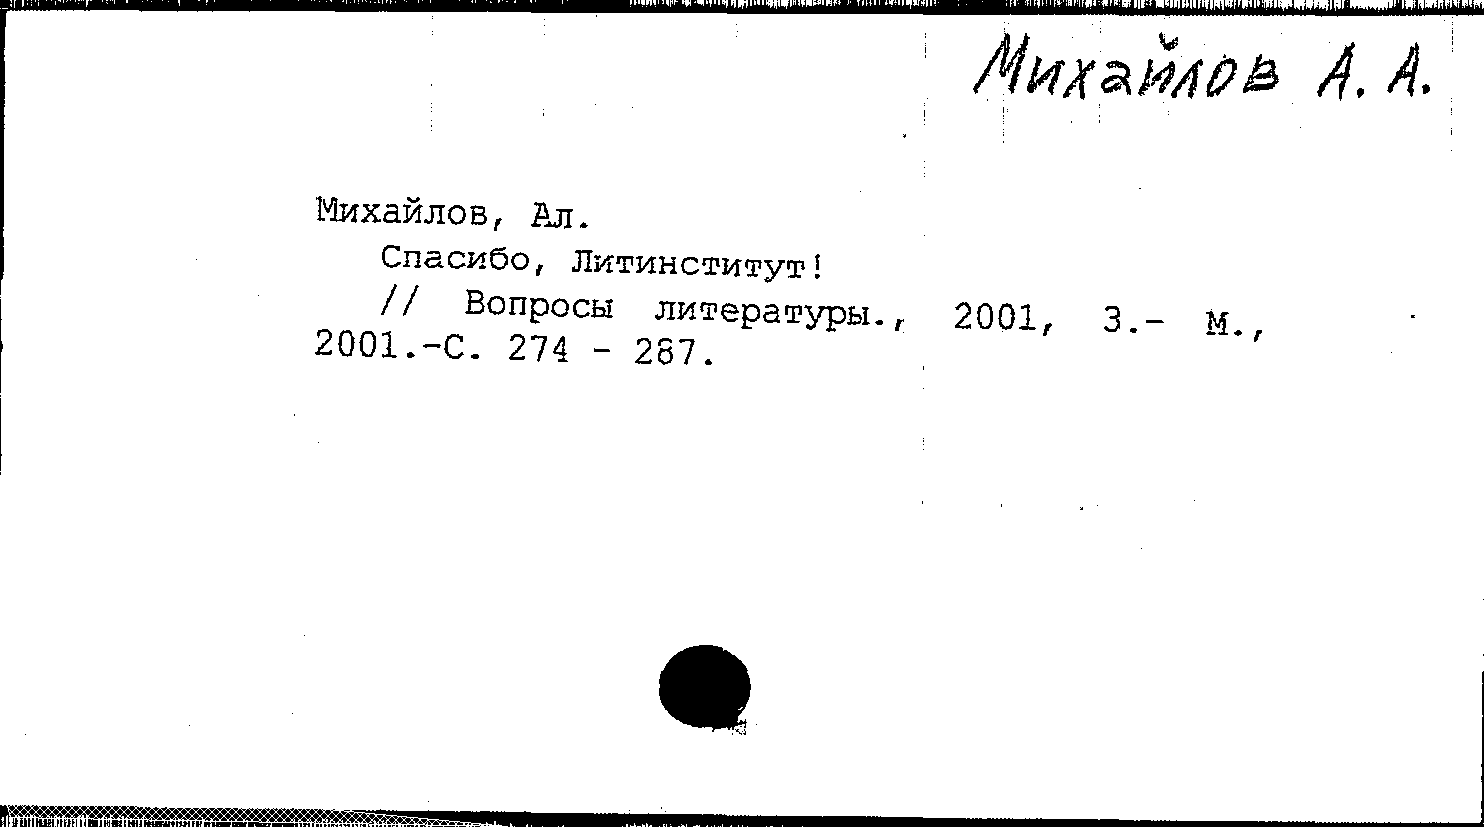 Михайлов А. А.
Михайлов, Ал.
Спасибо, Литинститут!
// Вопросы литературы., 2001, 3.- М.,
2001.-С. 274 - 287.